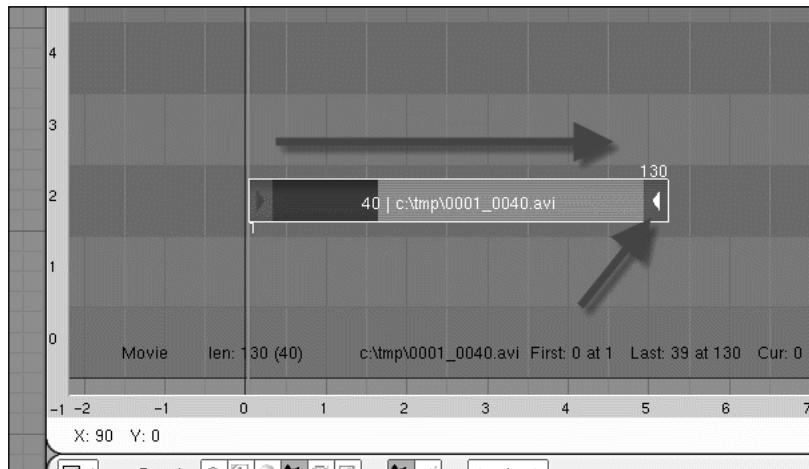 4
3
130
2
40 | c:\tmp\0001_0040.avi
1
1
0
Movie len: 130 (40) c:\tmp\0001_0040.avi First: 0 at 1 Last: 39 at 130 Cur: 0
-1 -2 -1 0 1 2 3 4 5 6 7
X: 90 Y: 0